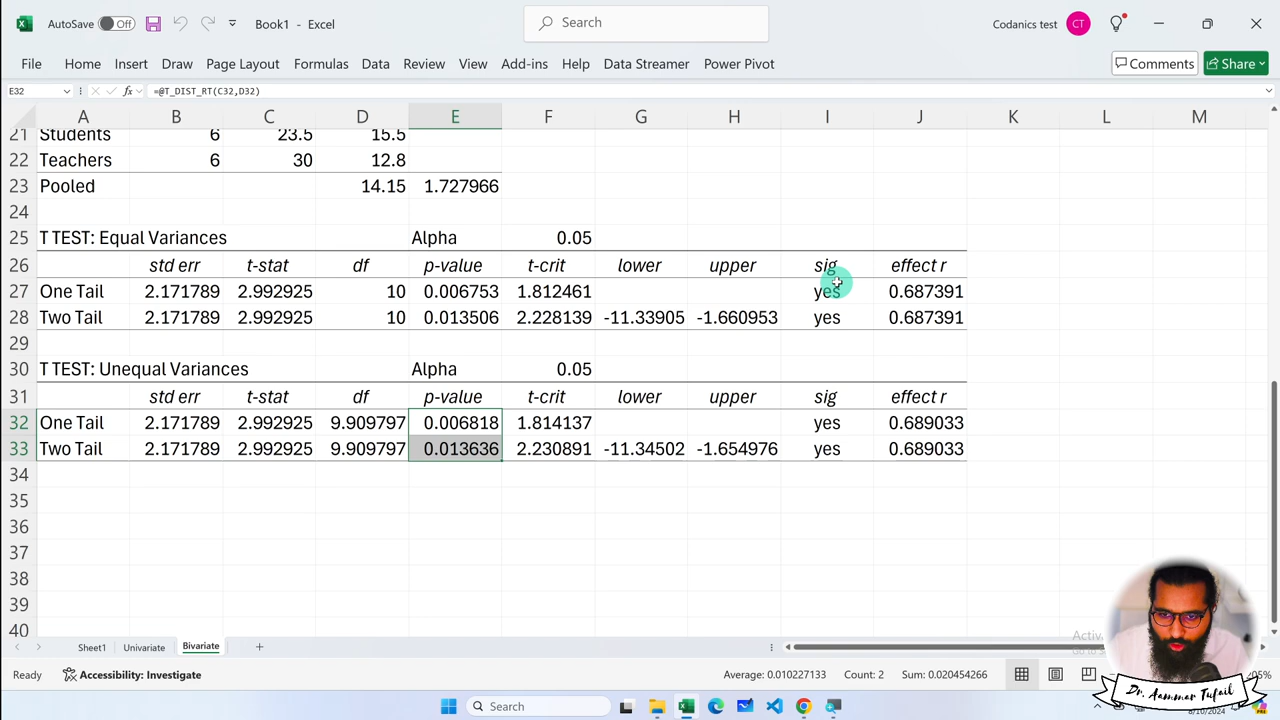 AutoSave Off Book1 - Excel Search Codanics test CT
File Home Insert Draw Page Layout Formulas Data Review View Add-ins Help Data Streamer Power Pivot Comments Share
E32 fx =@T_DIST_RT(C32,D32)
A B C D E F G H I J K L M
21 Students 6 23.5 15.5
22 Teachers 6 30 12.8
23 Pooled 14.15 1.727966
24
25 T TEST: Equal Variances Alpha 0.05
26 std err t-stat df p-value t-crit lower upper sig effect r
27 One Tail 2.171789 2.992925 10 0.006753 1.812461 yes 0.687391
28 Two Tail 2.171789 2.992925 10 0.013506 2.228139 -11.33905 -1.660953 yes 0.687391
29
30 T TEST: Unequal Variances Alpha 0.05
31 std err t-stat df p-value t-crit lower upper sig effect r
32 One Tail 2.171789 2.992925 9.909797 0.006818 1.814137 yes 0.689033
33 Two Tail 2.171789 2.992925 9.909797 0.013636 2.230891 -11.34502 -1.654976 yes 0.689033
34
35
36
37
38
39
40
Sheet1 Univariate Bivariate
Ready Accessibility: Investigate Average: 0.010227133 Count: 2 Sum: 0.020454266
Dr. Aammar Tufail
Search